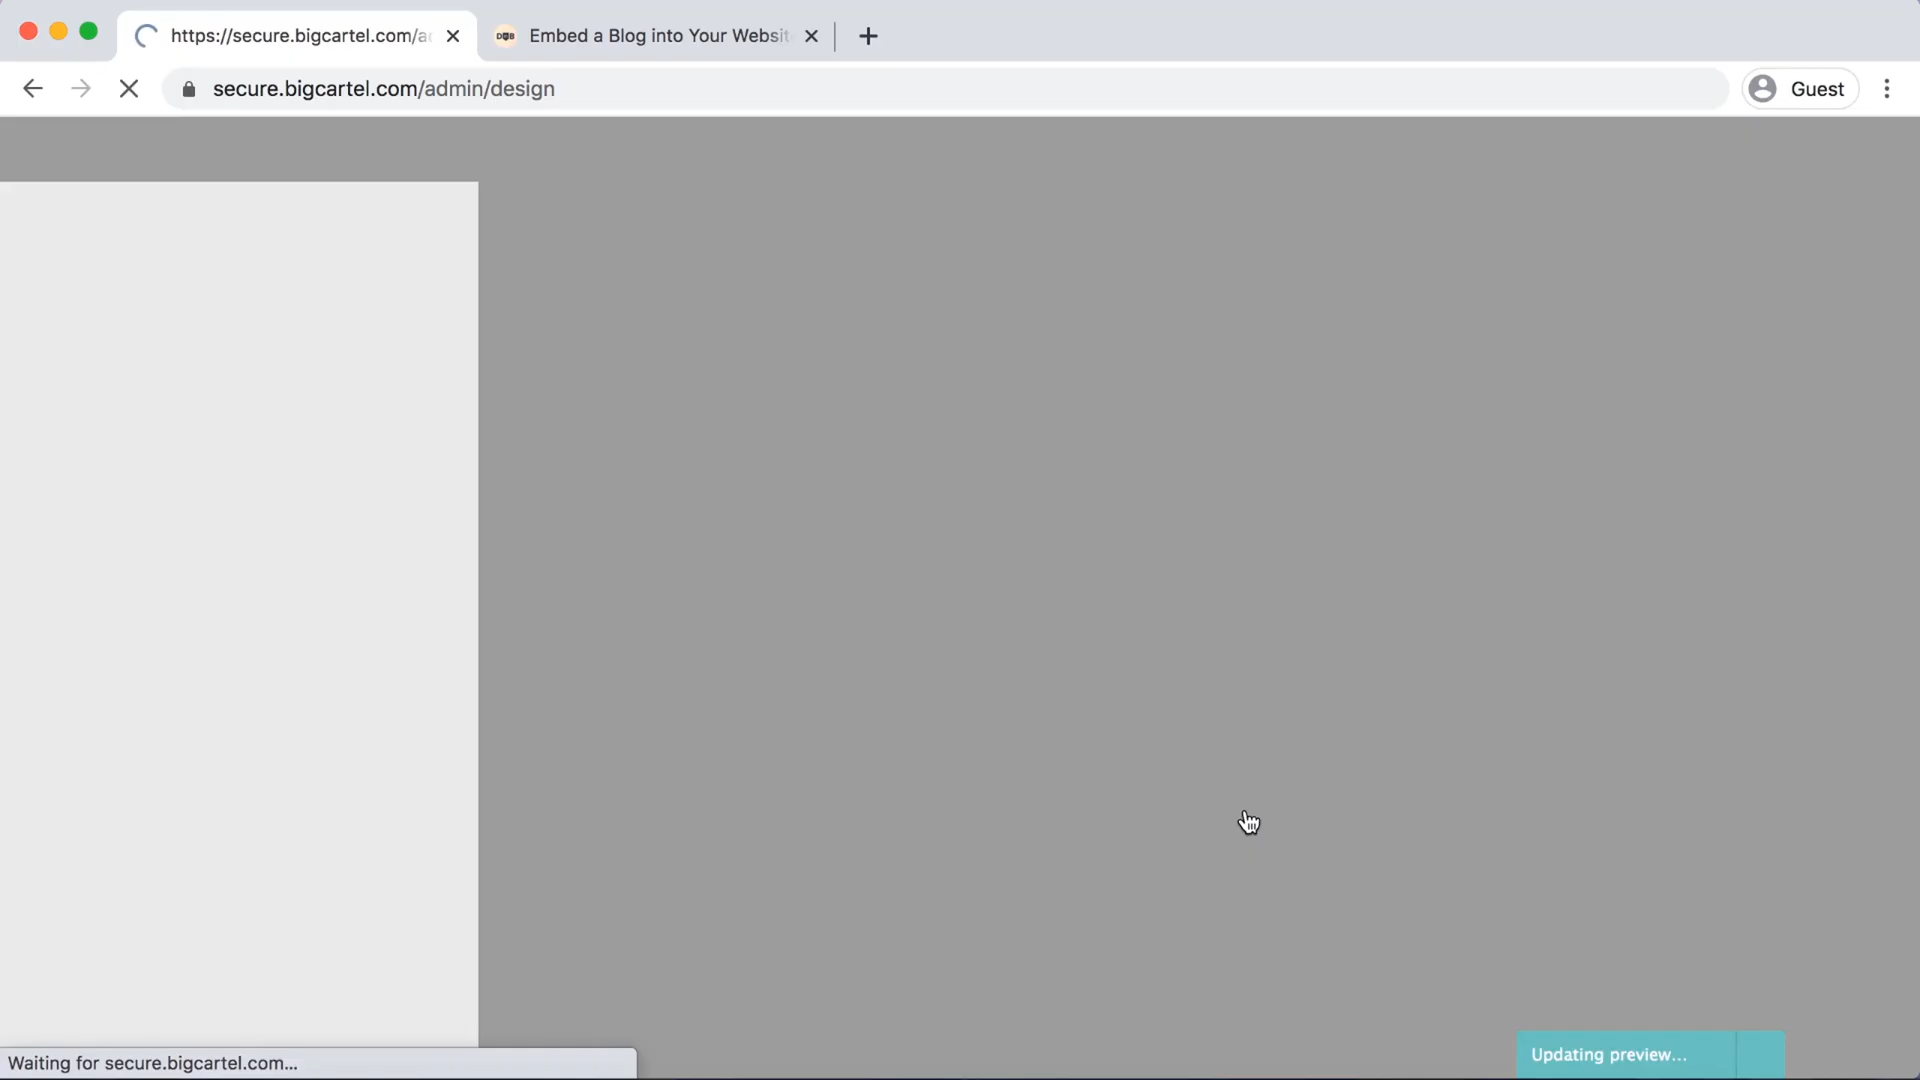 https://secure.bigcartel.com/a
Embed a Blog into Your Websit
secure.bigcartel.com/admin/design
Guest
Waiting for secure.bigcartel.com...
Updating preview...